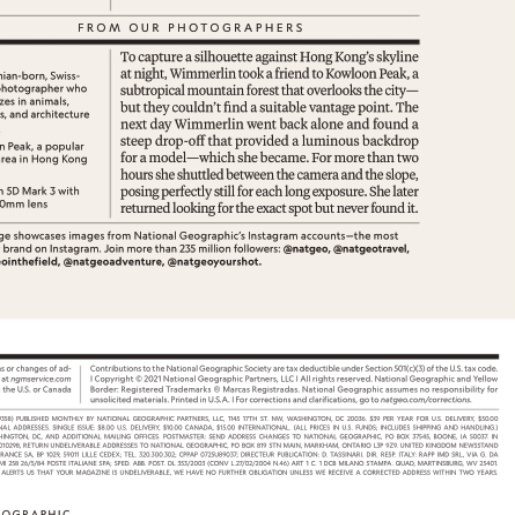 FROM OUR PHOTOGRAPHERS
nian-born, Swiss-
photographer who
zes in animals,
s, and architecture
n Peak, a popular
rea in Hong Kong
n 5D Mark 3 with
0mm lens
To capture a silhouette against Hong Kong's skyline
at night, Wimmerlin took a friend to Kowloon Peak, a
subtropical mountain forest that overlooks the city—
but they couldn't find a suitable vantage point. The
next day Wimmerlin went back alone and found a
steep drop-off that provided a luminous backdrop
for a model—which she became. For more than two
hours she shuttled between the camera and the slope,
posing perfectly still for each long exposure. She later
returned looking for the exact spot but never found it.
ge showcases images from National Geographic's Instagram accounts—the most
brand on Instagram. Join more than 235 million followers: @natgeo, @natgeotravel,
ointhefield, @natgeoadventure, @natgeoyourshot.
s or changes of ad-
at ngmservice.com
the U.S. or Canada
Contributions to the National Geographic Society are tax deductible under Section 501(c)(3) of the U.S. tax code.
| Copyright © 2021 National Geographic Partners, LLC | All rights reserved. National Geographic and Yellow
Border: Registered Trademarks ® Marcas Registradas. National Geographic assumes no responsibility for
unsolicited materials. Printed in U.S.A. | For corrections and clarifications, go to natgeo.com/corrections.
PUBLISHED MONTHLY BY NATIONAL GEOGRAPHIC PARTNERS, LLC, 1145 17TH ST. NW, WASHINGTON, DC 20036. $39 PER YEAR FOR U.S. DELIVERY, $50.00
NAL ADDRESSES. SINGLE ISSUE: $8.00 U.S. DELIVERY, $10.00 CANADA, $15.00 INTERNATIONAL. (ALL PRICES IN U.S. FUNDS; INCLUDES SHIPPING AND HANDLING.)
HINGTON, DC, AND ADDITIONAL MAILING OFFICES. POSTMASTER: SEND ADDRESS CHANGES TO NATIONAL GEOGRAPHIC, PO BOX 37545, BOONE, IA 50037. IN
RETURN UNDELIVERABLE ADDRESSES TO NATIONAL GEOGRAPHIC, PO BOX 819 STN MAIN, MARKHAM, ONTARIO L3P 9Z9. UNITED KINGDOM NEWSSTAND
RANCE SA, BP 1029, 59011 LILLE CEDEX; TEL. 320.300.302; CPPAP 0725U89037; DIRECTEUR PUBLICATION: D. TASSINARI. DIR. RESP. ITALY: RAPP IMD SRL, VIA G. DA
MI 258 26/5/84 POSTE ITALIANE SPA; SPED. ABB. POST. DL 353/2003 (CONV L.27/02/2004 N.46) ART 1 C. 1 DCB MILANO STAMPA. QUAD, MARTINSBURG, WV 25401.
ALERTS US THAT YOUR MAGAZINE IS UNDELIVERABLE, WE HAVE NO FURTHER OBLIGATION UNLESS WE RECEIVE A CORRECTED ADDRESS WITHIN TWO YEARS.
OGRAPHIC